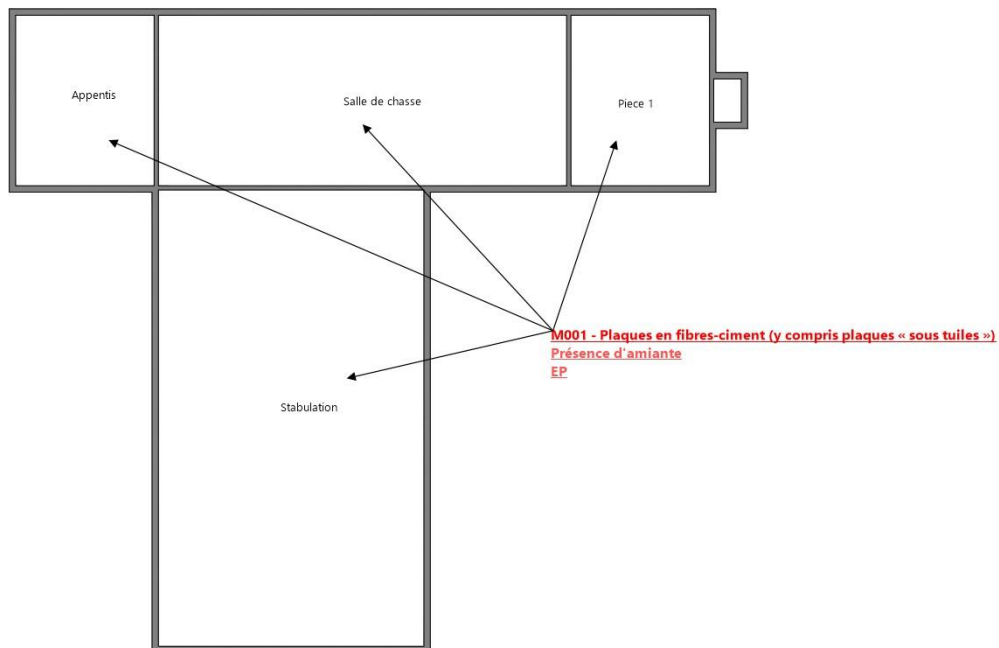 Appentis
Salle de chasse
Piece 1
M001 - Plaques en fibres-ciment (y compris plaques « sous tuiles »)
Présence d'amiante
EP
Stabulation